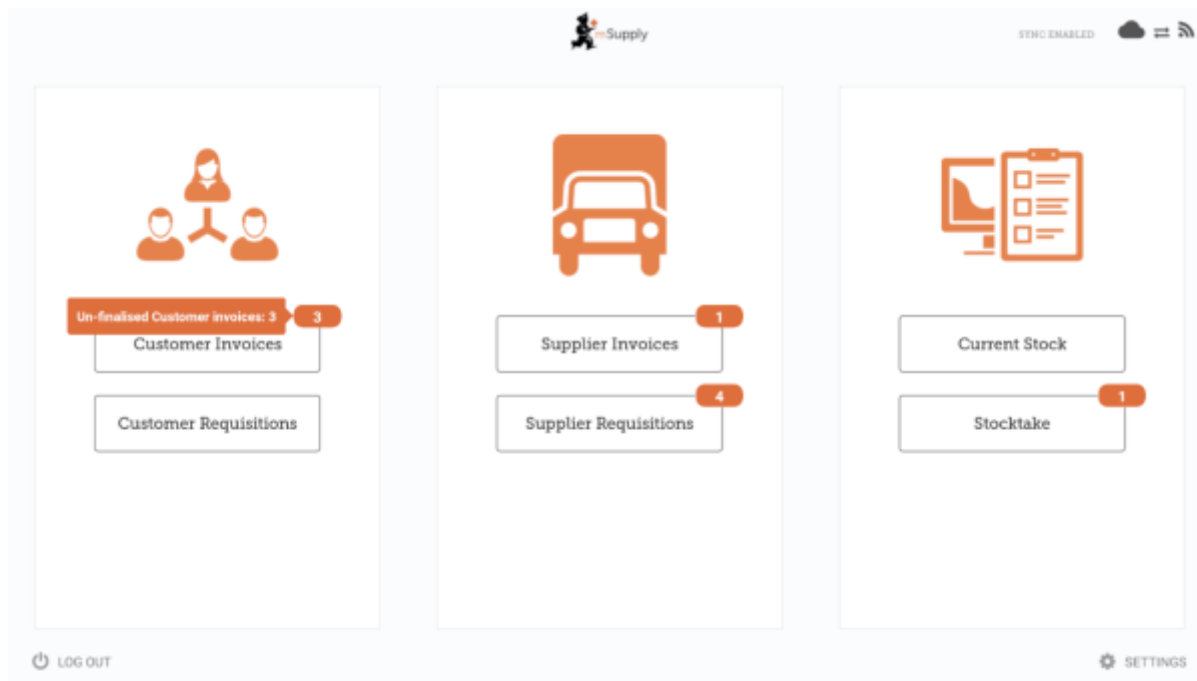 mSupply
SYNC ENABLED
Un-finalised Customer invoices: 3
3
Customer Invoices
Customer Requisitions
1
Supplier Invoices
4
Supplier Requisitions
Current Stock
1
Stocktake
LOG OUT
SETTINGS